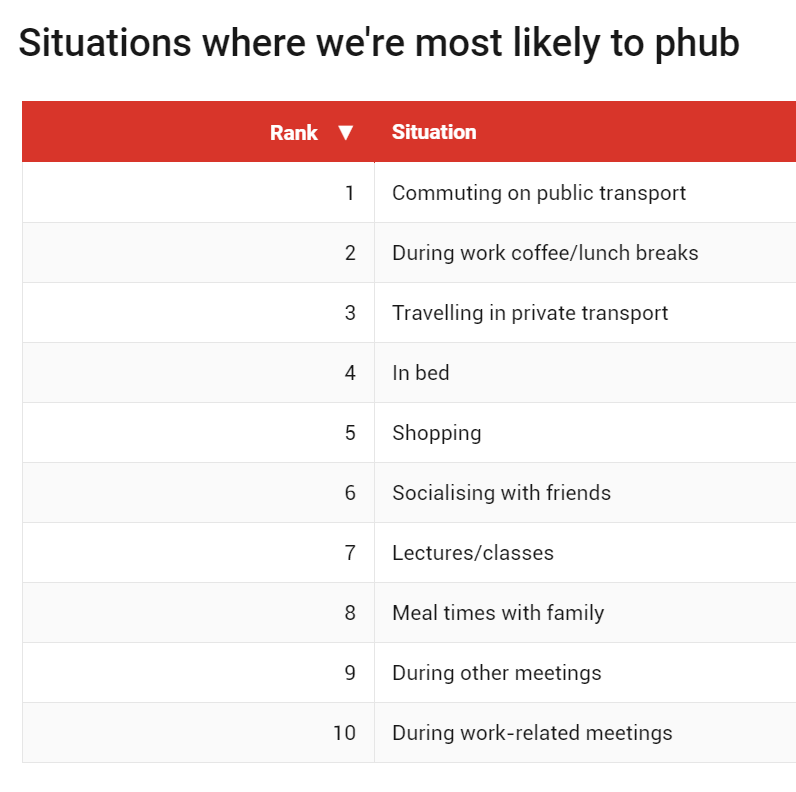 Situations where we're most likely to phub
Rank ▼ Situation
1 Commuting on public transport
2 During work coffee/lunch breaks
3 Travelling in private transport
4 In bed
5 Shopping
6 Socialising with friends
7 Lectures/classes
8 Meal times with family
9 During other meetings
10 During work-related meetings